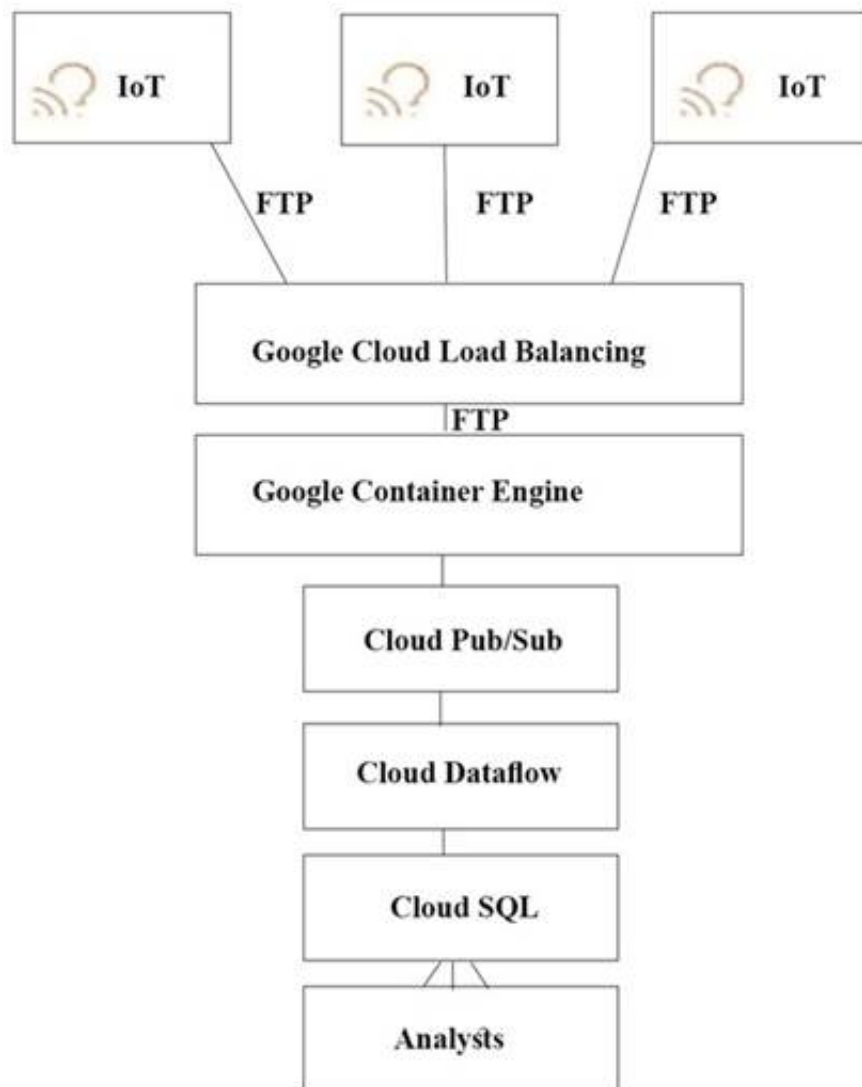 IoT
IoT
IoT
FTP
FTP
FTP
Google Cloud Load Balancing
FTP
Google Container Engine
Cloud Pub/Sub
Cloud Dataflow
Cloud SQL
Analysts